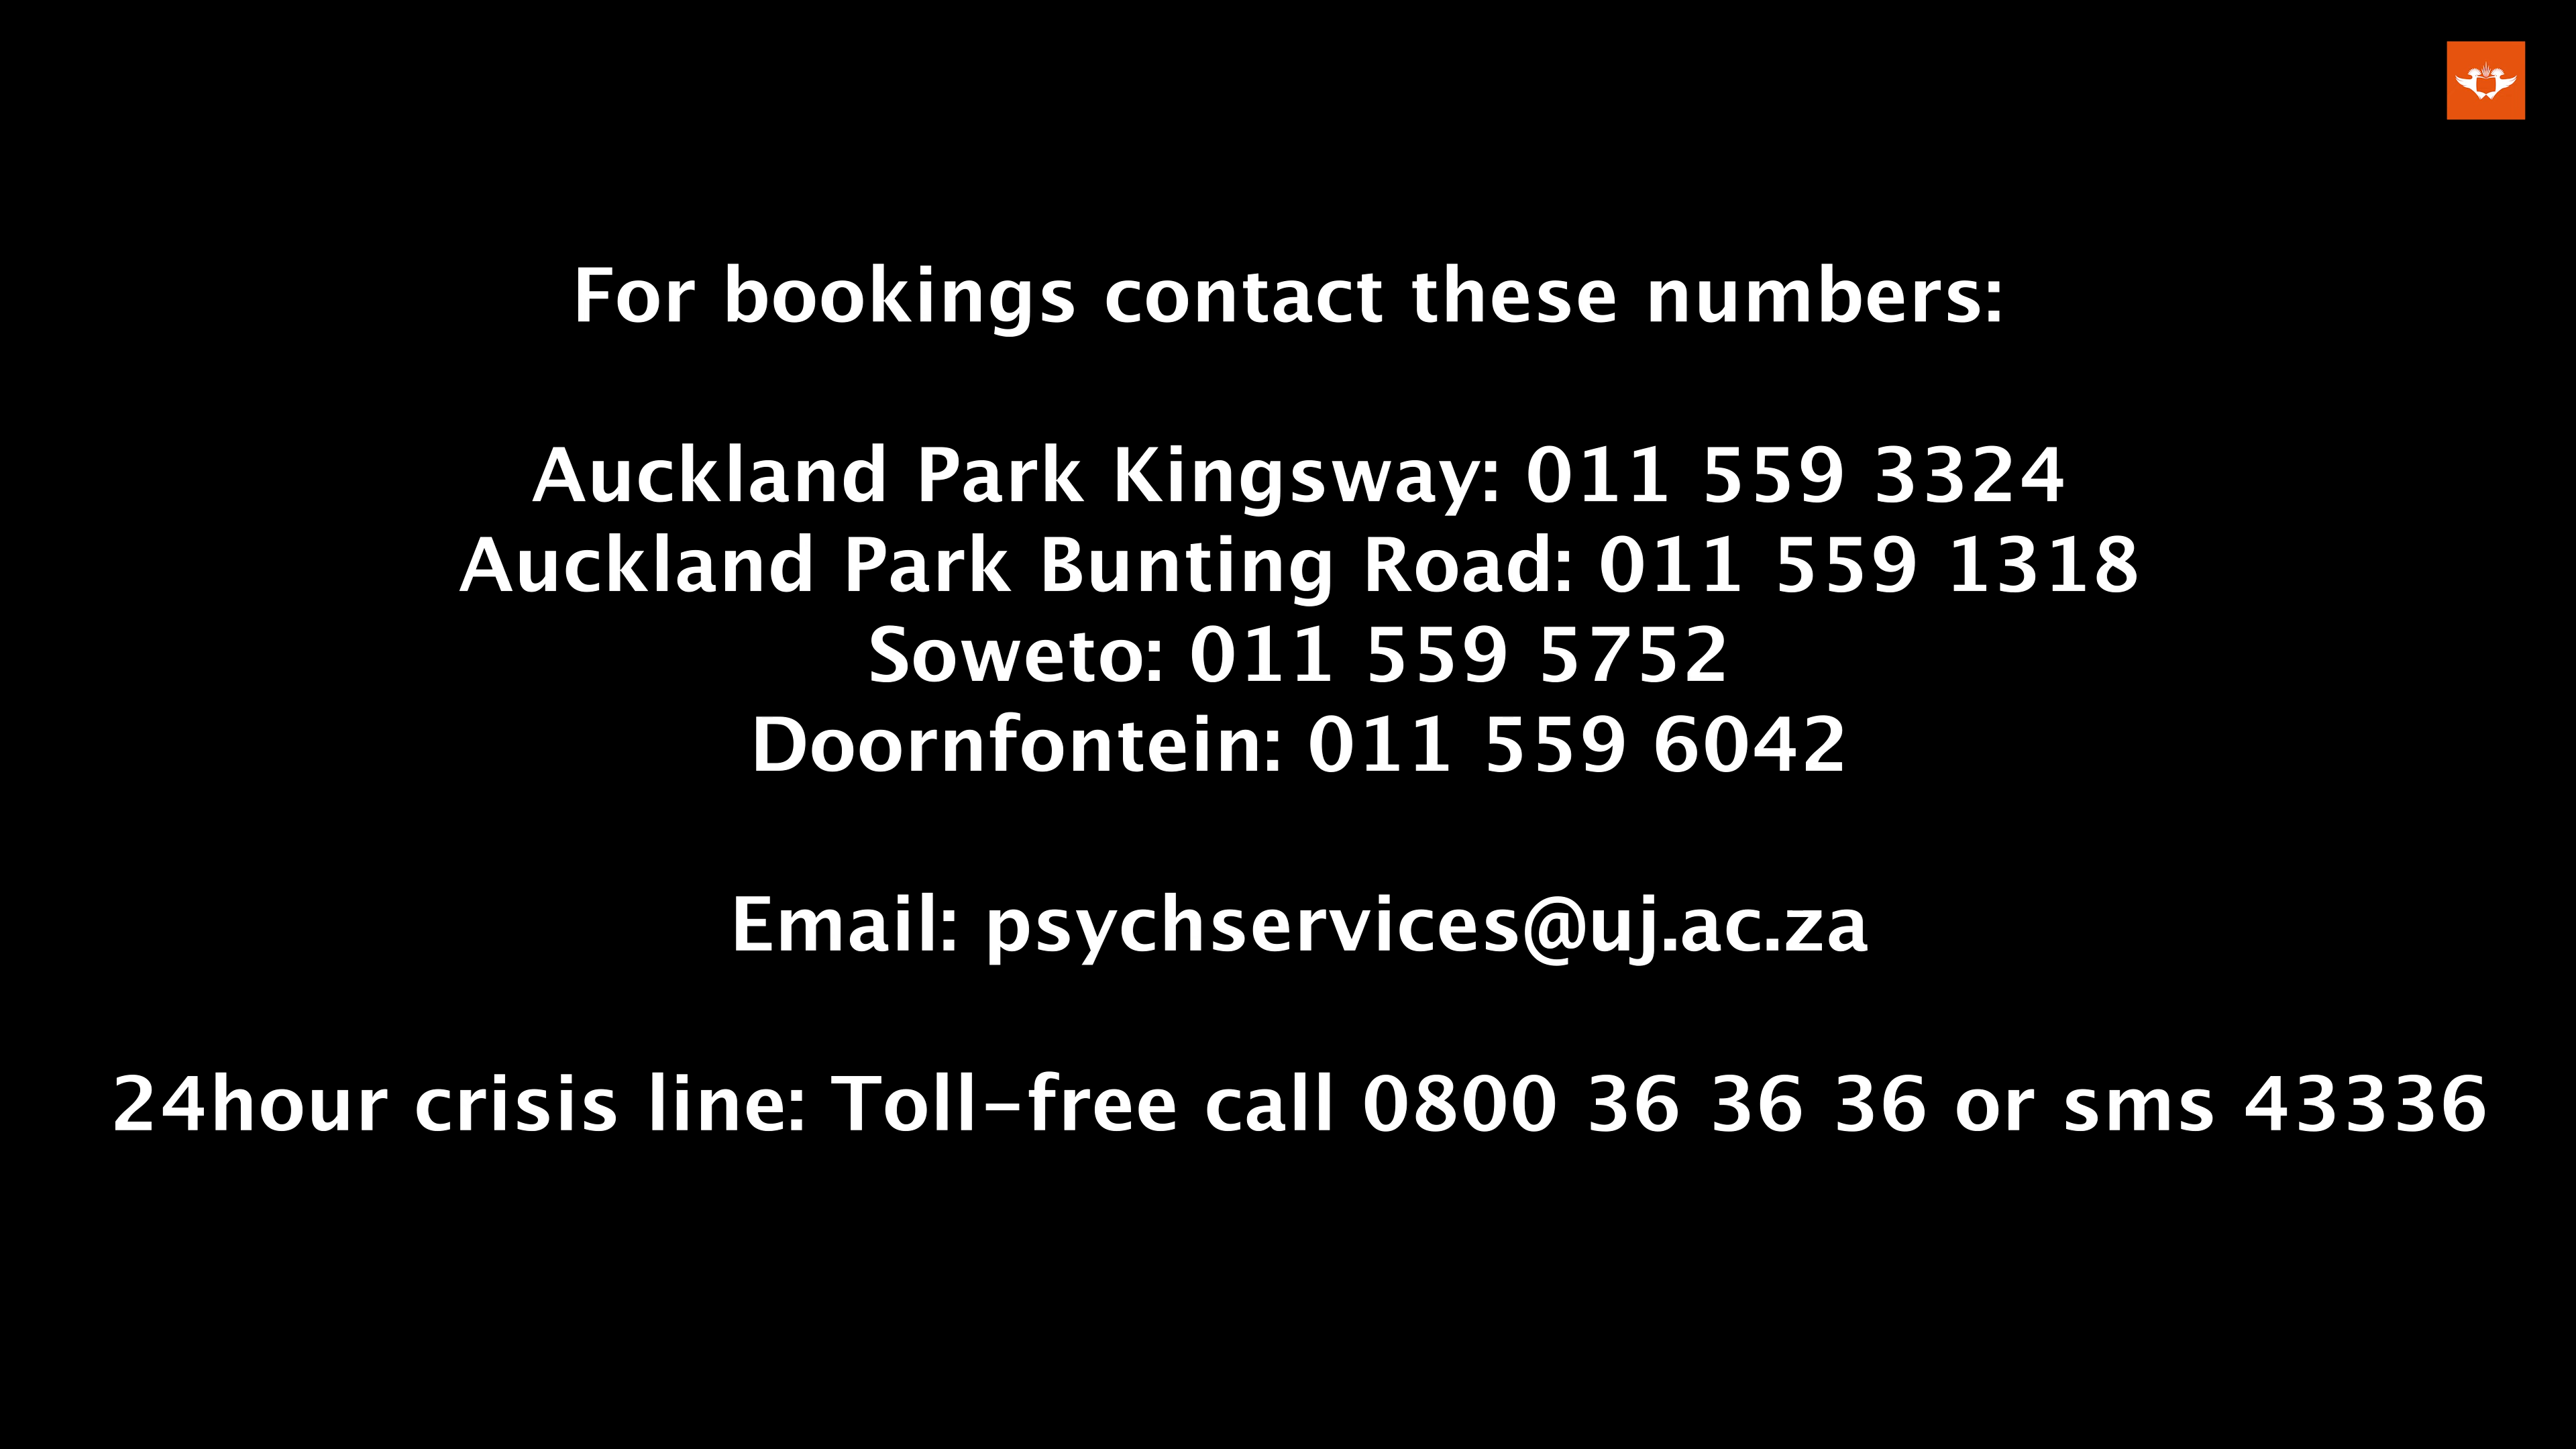 For bookings contact these numbers:
Auckland Park Kingsway: 011 559 3324
Auckland Park Bunting Road: 011 559 1318
Soweto: 011 559 5752
Doornfontein: 011 559 6042
Email: psychservices@uj.ac.za
24hour crisis line: Toll-free call 0800 36 36 36 or sms 43336